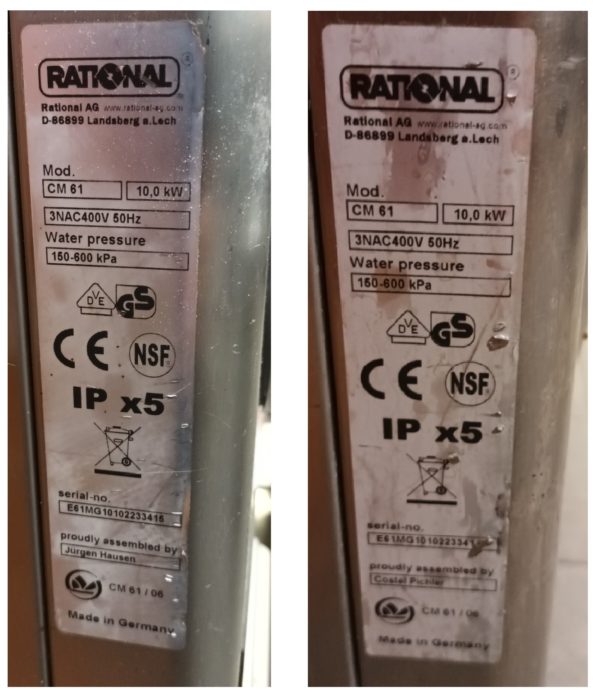 RATIONAL ®
Rational AG www.rational-ag.com
D-86899 Landsberg a.Lech
Mod.
CM 61 10,0 kW
3NAC400V 50Hz
Water pressure
150-600 kPa
DVE GS
CE NSF
IP x5
serial-no.
E61MG10102233415
proudly assembled by
Jürgen Hausen
CM 61 / 06
Made in Germany
RATIONAL ®
Rational AG www.rational-ag.com
D-86899 Landsberg a.Lech
Mod.
CM 61 10,0 kW
3NAC400V 50Hz
Water pressure
150-600 kPa
DVE GS
CE NSF
IP x5
serial-no.
proudly assembled by
Costel Pichler
CM 61 / 06
Made in Germany